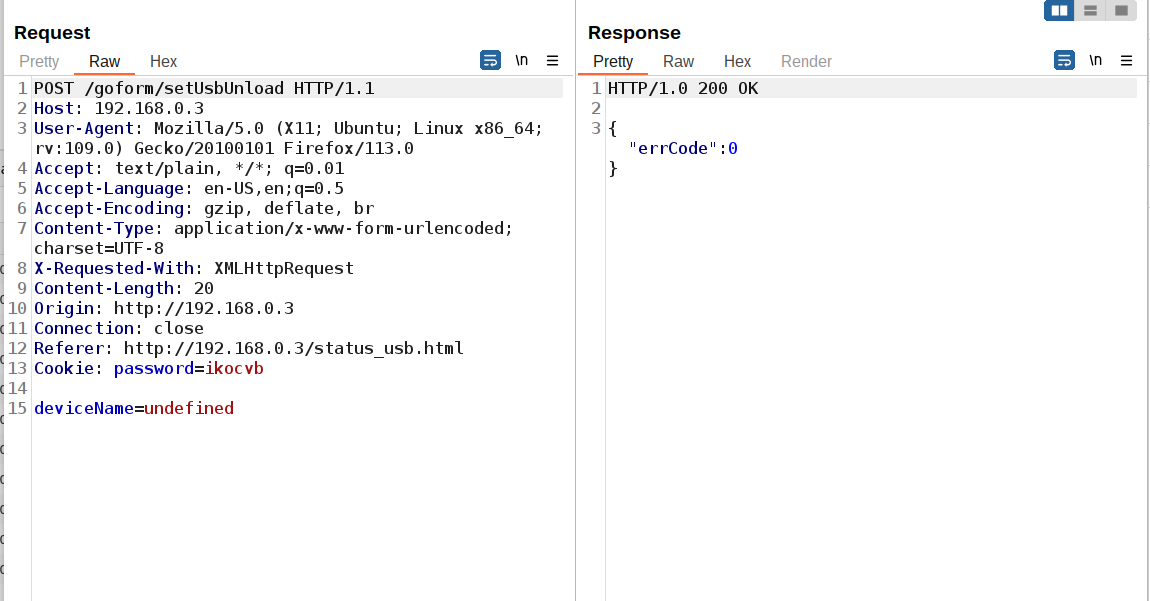 Request
Pretty Raw Hex \n
1 POST /goform/setUsbUnload HTTP/1.1
2 Host: 192.168.0.3
3 User-Agent: Mozilla/5.0 (X11; Ubuntu; Linux x86_64;
rv:109.0) Gecko/20100101 Firefox/113.0
4 Accept: text/plain, */*; q=0.01
5 Accept-Language: en-US,en;q=0.5
6 Accept-Encoding: gzip, deflate, br
7 Content-Type: application/x-www-form-urlencoded;
charset=UTF-8
8 X-Requested-With: XMLHttpRequest
9 Content-Length: 20
10 Origin: http://192.168.0.3
11 Connection: close
12 Referer: http://192.168.0.3/status_usb.html
13 Cookie: password=ikocvb
14
15 deviceName=undefined
Response
Pretty Raw Hex Render \n
1 HTTP/1.0 200 OK
2
3 {
"errCode":0
}